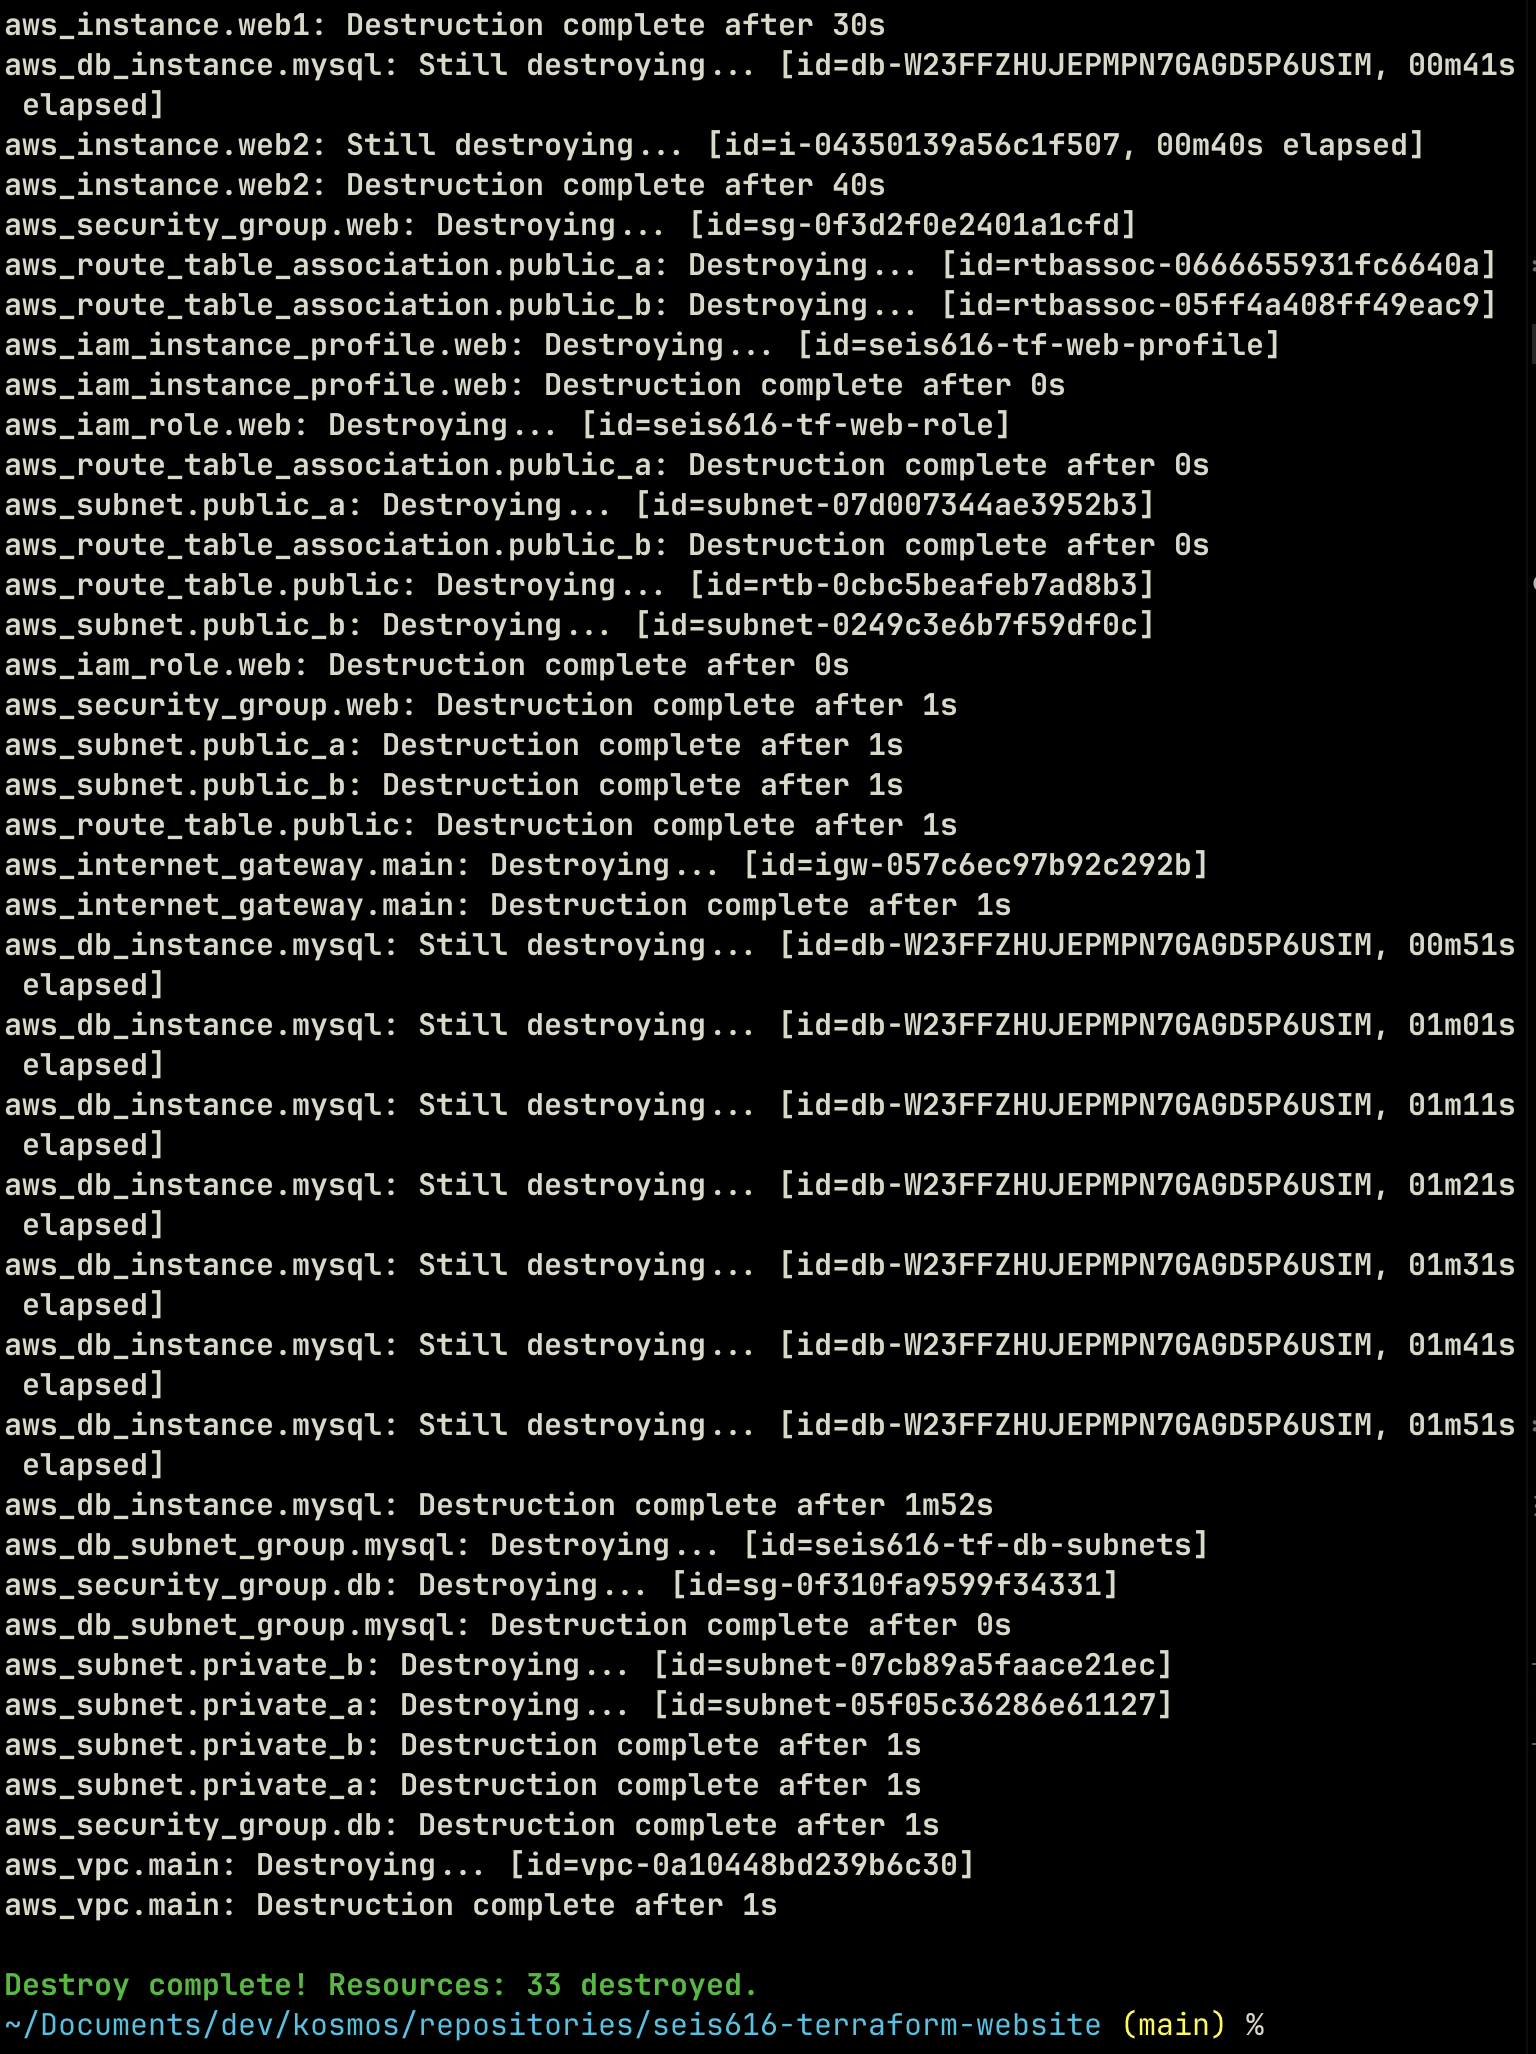 aws_instance.web1: Destruction complete after 30s
aws_db_instance.mysql: Still destroying... [id=db-W23FFZHUJEPMPN7GAGD5P6USIM, 00m41s
 elapsed]
aws_instance.web2: Still destroying... [id=i-04350139a56c1f507, 00m40s elapsed]
aws_instance.web2: Destruction complete after 40s
aws_security_group.web: Destroying... [id=sg-0f3d2f0e2401a1cfd]
aws_route_table_association.public_a: Destroying... [id=rtbassoc-0666655931fc6640a]
aws_route_table_association.public_b: Destroying... [id=rtbassoc-05ff4a408ff49eac9]
aws_iam_instance_profile.web: Destroying... [id=seis616-tf-web-profile]
aws_iam_instance_profile.web: Destruction complete after 0s
aws_iam_role.web: Destroying... [id=seis616-tf-web-role]
aws_route_table_association.public_a: Destruction complete after 0s
aws_subnet.public_a: Destroying... [id=subnet-07d007344ae3952b3]
aws_route_table_association.public_b: Destruction complete after 0s
aws_route_table.public: Destroying... [id=rtb-0cbc5beafeb7ad8b3]
aws_subnet.public_b: Destroying... [id=subnet-0249c3e6b7f59df0c]
aws_iam_role.web: Destruction complete after 0s
aws_security_group.web: Destruction complete after 1s
aws_subnet.public_a: Destruction complete after 1s
aws_subnet.public_b: Destruction complete after 1s
aws_route_table.public: Destruction complete after 1s
aws_internet_gateway.main: Destroying... [id=igw-057c6ec97b92c292b]
aws_internet_gateway.main: Destruction complete after 1s
aws_db_instance.mysql: Still destroying... [id=db-W23FFZHUJEPMPN7GAGD5P6USIM, 00m51s
 elapsed]
aws_db_instance.mysql: Still destroying... [id=db-W23FFZHUJEPMPN7GAGD5P6USIM, 01m01s
 elapsed]
aws_db_instance.mysql: Still destroying... [id=db-W23FFZHUJEPMPN7GAGD5P6USIM, 01m11s
 elapsed]
aws_db_instance.mysql: Still destroying... [id=db-W23FFZHUJEPMPN7GAGD5P6USIM, 01m21s
 elapsed]
aws_db_instance.mysql: Still destroying... [id=db-W23FFZHUJEPMPN7GAGD5P6USIM, 01m31s
 elapsed]
aws_db_instance.mysql: Still destroying... [id=db-W23FFZHUJEPMPN7GAGD5P6USIM, 01m41s
 elapsed]
aws_db_instance.mysql: Still destroying... [id=db-W23FFZHUJEPMPN7GAGD5P6USIM, 01m51s
 elapsed]
aws_db_instance.mysql: Destruction complete after 1m52s
aws_db_subnet_group.mysql: Destroying... [id=seis616-tf-db-subnets]
aws_security_group.db: Destroying... [id=sg-0f310fa9599f34331]
aws_db_subnet_group.mysql: Destruction complete after 0s
aws_subnet.private_b: Destroying... [id=subnet-07cb89a5faace21ec]
aws_subnet.private_a: Destroying... [id=subnet-05f05c36286e61127]
aws_subnet.private_b: Destruction complete after 1s
aws_subnet.private_a: Destruction complete after 1s
aws_security_group.db: Destruction complete after 1s
aws_vpc.main: Destroying... [id=vpc-0a10448bd239b6c30]
aws_vpc.main: Destruction complete after 1s

Destroy complete! Resources: 33 destroyed.
~/Documents/dev/kosmos/repositories/seis616-terraform-website (main) %